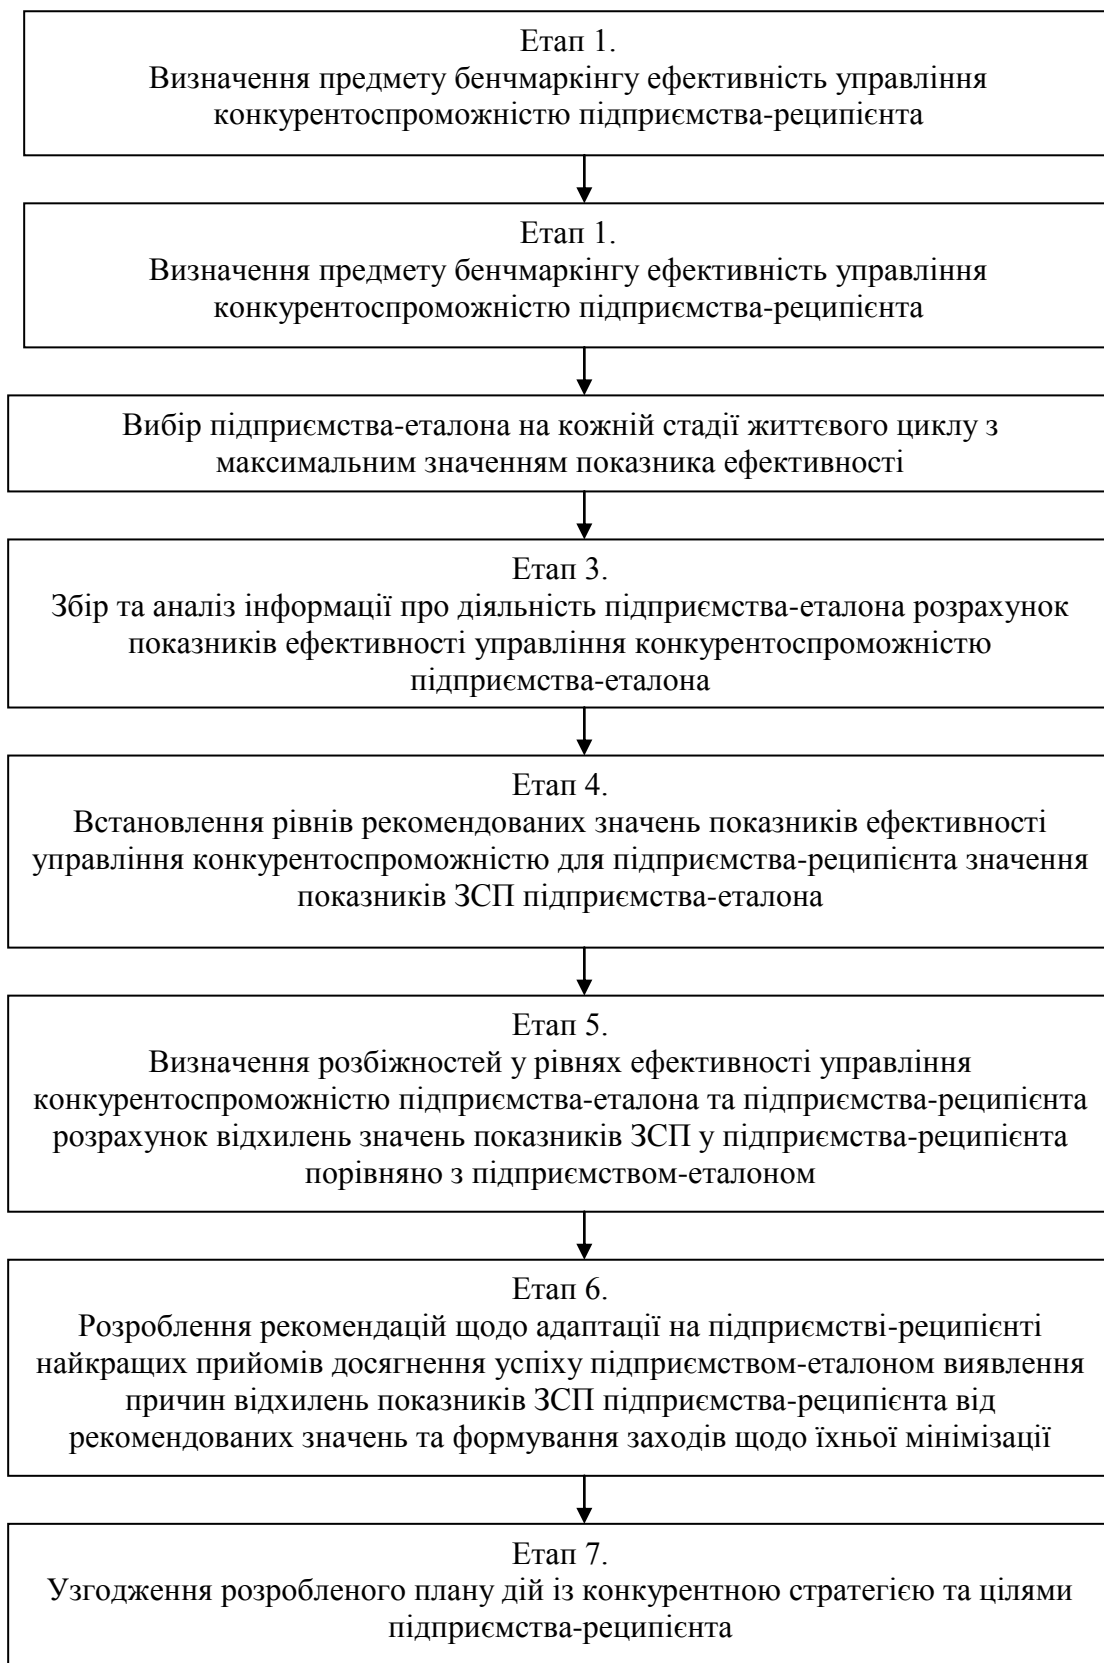 Етап 1.
Визначення предмету бенчмаркінгу ефективність управління
конкурентоспроможністю підприємства-реципієнта
Етап 1.
Визначення предмету бенчмаркінгу ефективність управління
конкурентоспроможністю підприємства-реципієнта
Вибір підприємства-еталона на кожній стадії життєвого циклу з
максимальним значенням показника ефективності
Етап 3.
Збір та аналіз інформації про діяльність підприємства-еталона розрахунок
показників ефективності управління конкурентоспроможністю
підприємства-еталона
Етап 4.
Встановлення рівнів рекомендованих значень показників ефективності
управління конкурентоспроможністю для підприємства-реципієнта значення
показників ЗСП підприємства-еталона
Етап 5.
Визначення розбіжностей у рівнях ефективності управління
конкурентоспроможністю підприємства-еталона та підприємства-реципієнта
розрахунок відхилень значень показників ЗСП у підприємства-реципієнта
порівняно з підприємством-еталоном
Етап 6.
Розроблення рекомендацій щодо адаптації на підприємстві-реципієнті
найкращих прийомів досягнення успіху підприємством-еталоном виявлення
причин відхилень показників ЗСП підприємства-реципієнта від
рекомендованих значень та формування заходів щодо їхньої мінімізації
Етап 7.
Узгодження розробленого плану дій із конкурентною стратегією та цілями
підприємства-реципієнта